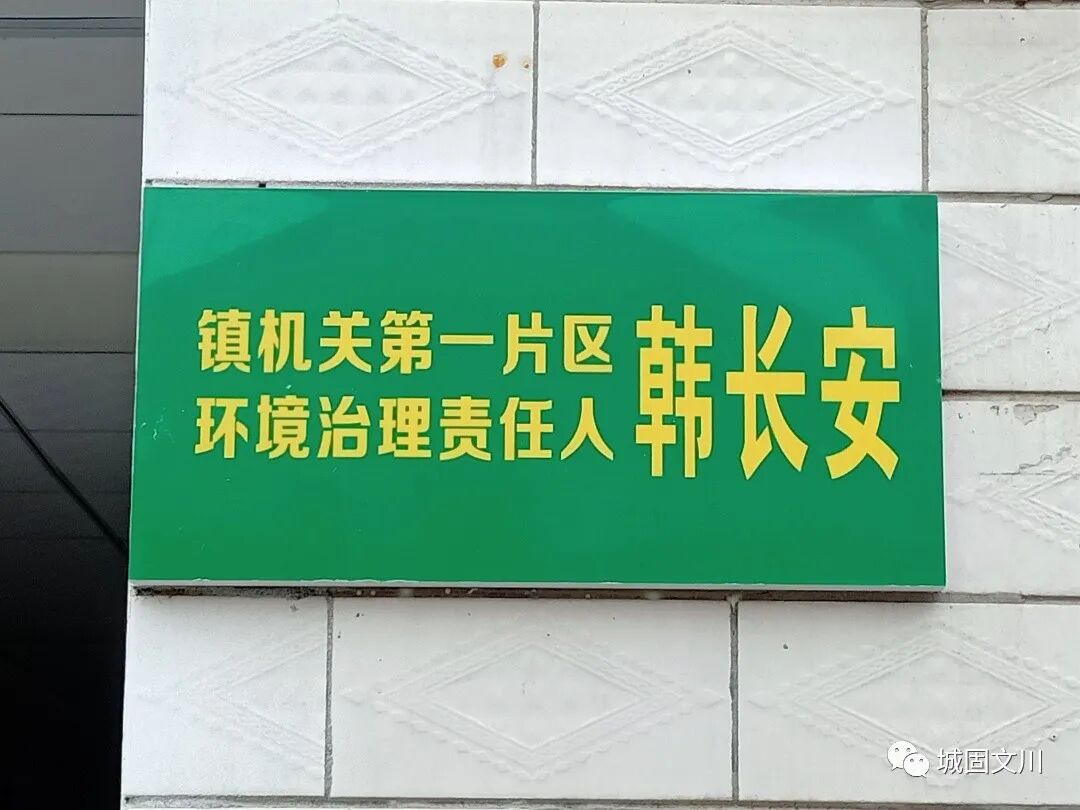 镇机关第一片区
环境治理责任人
韩长安
城固文川